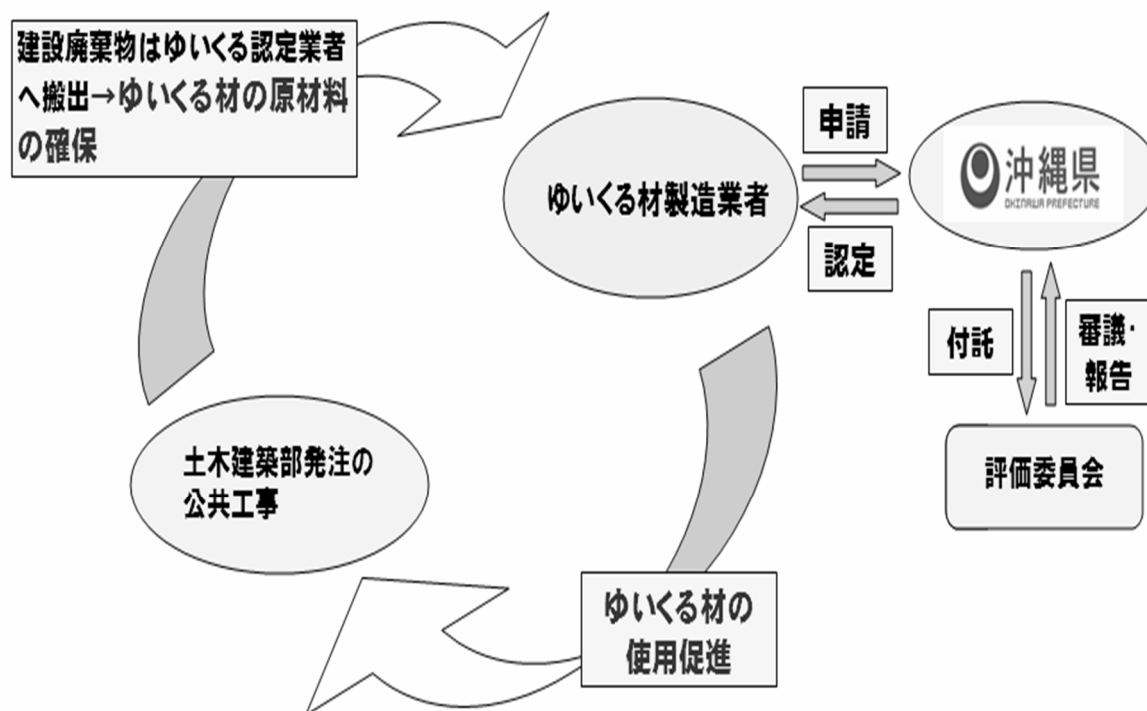 建設廃棄物はゆいくる認定業者
へ搬出→ゆいくる材の原材料
の確保
ゆいくる材製造業者
申請
認定
沖縄県
OKINAWA PREFECTURE
付託
審議・
報告
評価委員会
土木建築部発注の
公共工事
ゆいくる材の
使用促進